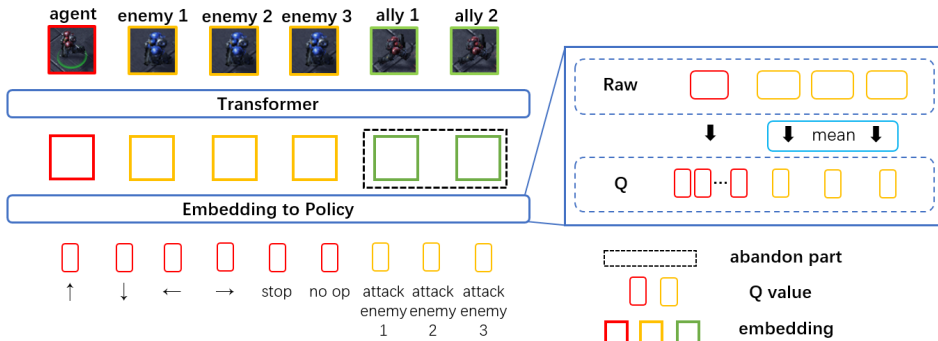 agent enemy 1 enemy 2 enemy 3 ally 1 ally 2
Transformer
Embedding to Policy
↑ ↓ ← → stop no op attack enemy 1 attack enemy 2 attack enemy 3
Raw
mean
Q ...
abandon part
Q value
embedding